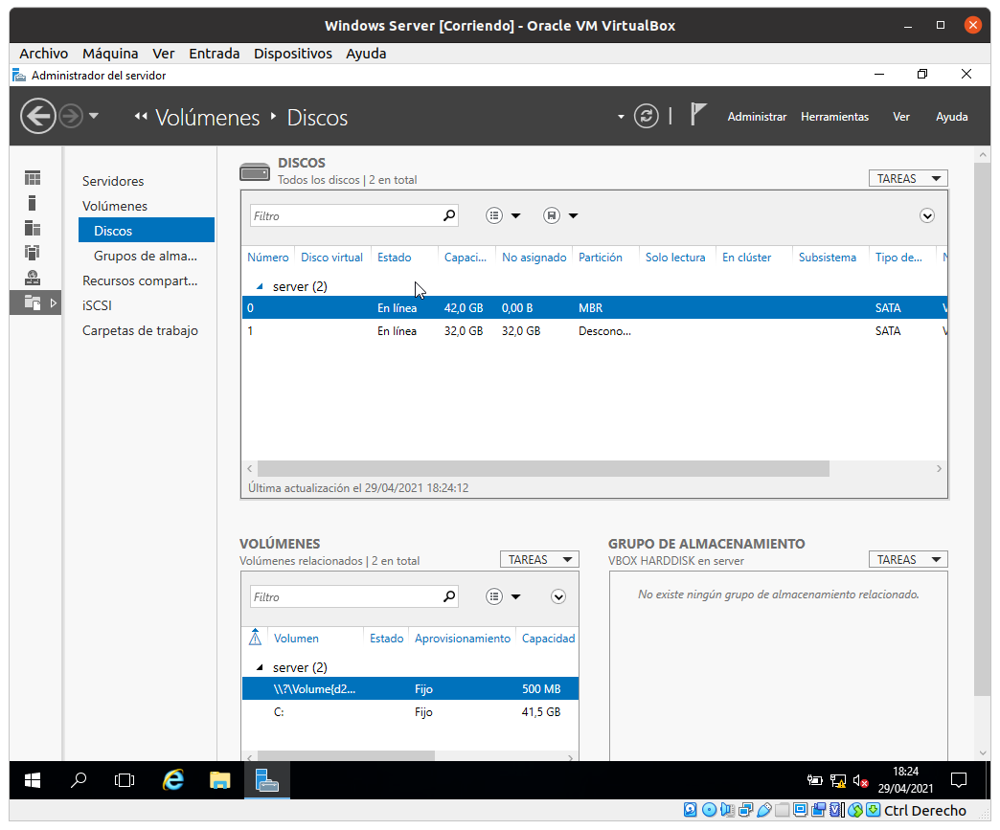 Windows Server [Corriendo] - Oracle VM VirtualBox
Archivo Máquina Ver Entrada Dispositivos Ayuda
Administrador del servidor
Volúmenes Discos
Administrar Herramientas Ver Ayuda
Servidores
Volúmenes
Discos
Grupos de alma...
Recursos compart...
iSCSI
Carpetas de trabajo
DISCOS
Todos los discos | 2 en total
TAREAS
Filtro
Número Disco virtual Estado Capaci... No asignado Partición Solo lectura En clúster Subsistema Tipo de...
server (2)
0 En línea 42,0 GB 0,00 B MBR SATA
1 En línea 32,0 GB 32,0 GB Descono... SATA
Última actualización el 29/04/2021 18:24:12
VOLÚMENES
Volúmenes relacionados | 2 en total
TAREAS
Filtro
Volumen Estado Aprovisionamiento Capacidad
server (2)
\\?\Volume{d2... Fijo 500 MB
C: Fijo 41,5 GB
GRUPO DE ALMACENAMIENTO
VBOX HARDDISK en server
TAREAS
No existe ningún grupo de almacenamiento relacionado.
18:24
29/04/2021
Ctrl Derecho